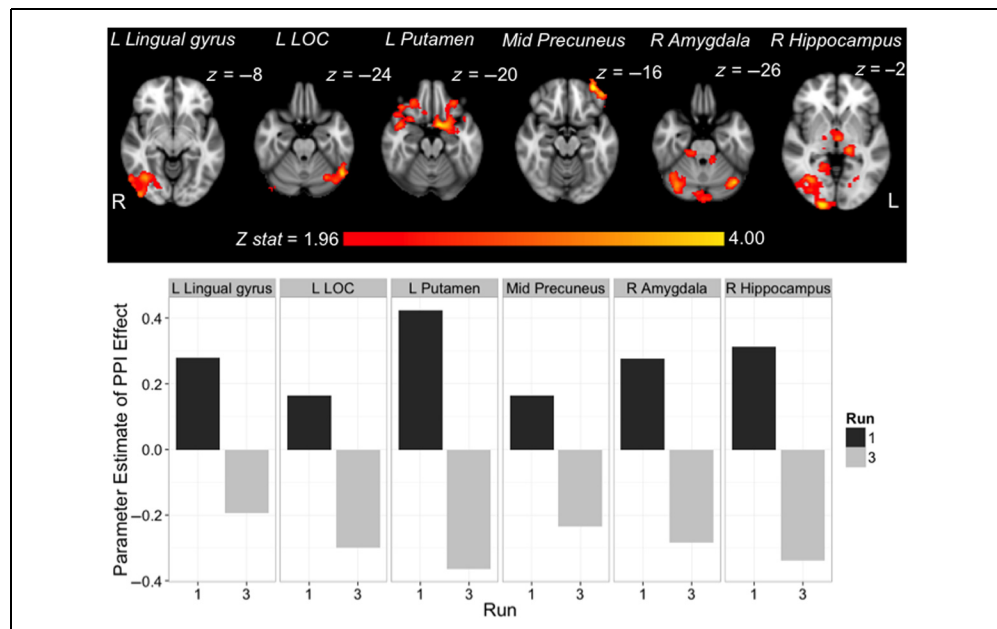 L Lingual gyrus L LOC L Putamen Mid Precuneus R Amygdala R Hippocampus
z = –8 z = –24 z = –20 z = –16 z = –26 z = –2
R L
Z stat = 1.96 4.00
L Lingual gyrus L LOC L Putamen Mid Precuneus R Amygdala R Hippocampus
Parameter Estimate of PPI Effect
0.4
0.2
0.0
–0.2
–0.4
1 3 1 3 1 3 1 3 1 3 1 3
Run
Run
1
3